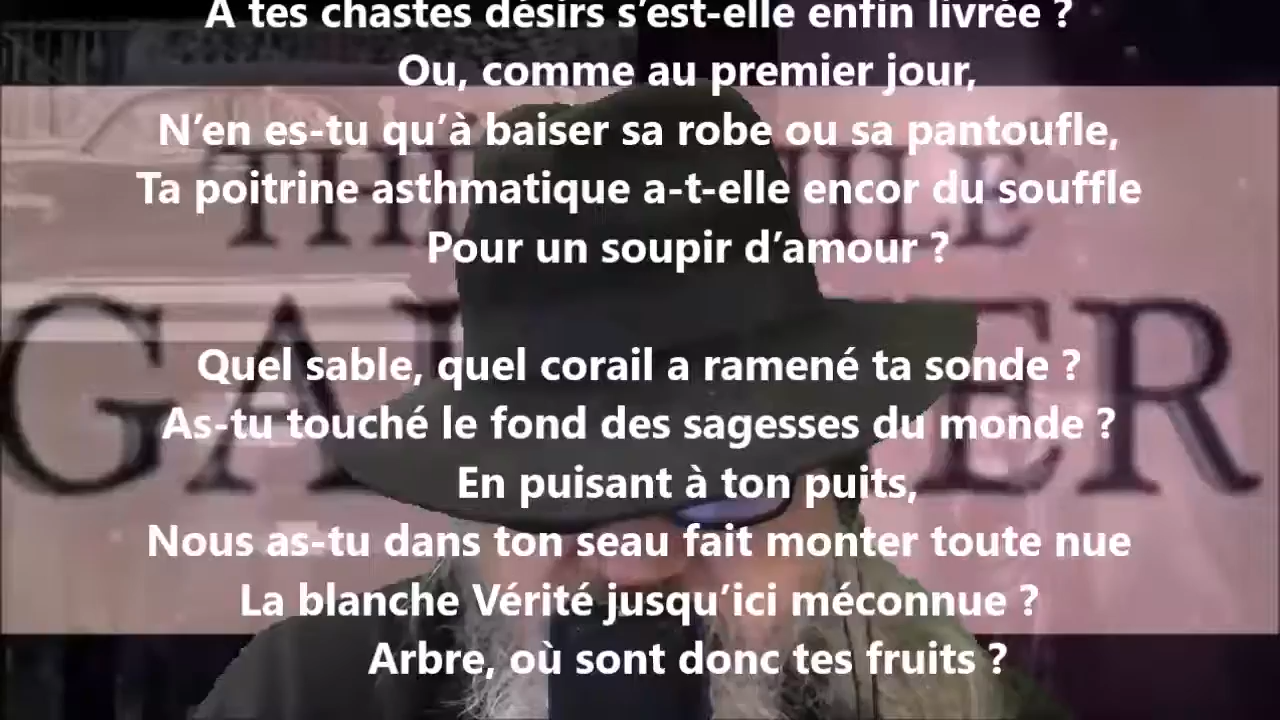 A tes chastes désirs s’est-elle enfin livrée ?
Ou, comme au premier jour,
N’en es-tu qu’à baiser sa robe ou sa pantoufle,
Ta poitrine asthmatique a-t-elle encor du souffle
Pour un soupir d’amour ?
Quel sable, quel corail a ramené ta sonde ?
As-tu touché le fond des sagesses du monde ?
En puisant à ton puits,
Nous as-tu dans ton seau fait monter toute nue
La blanche Vérité jusqu’ici méconnue ?
Arbre, où sont donc tes fruits ?